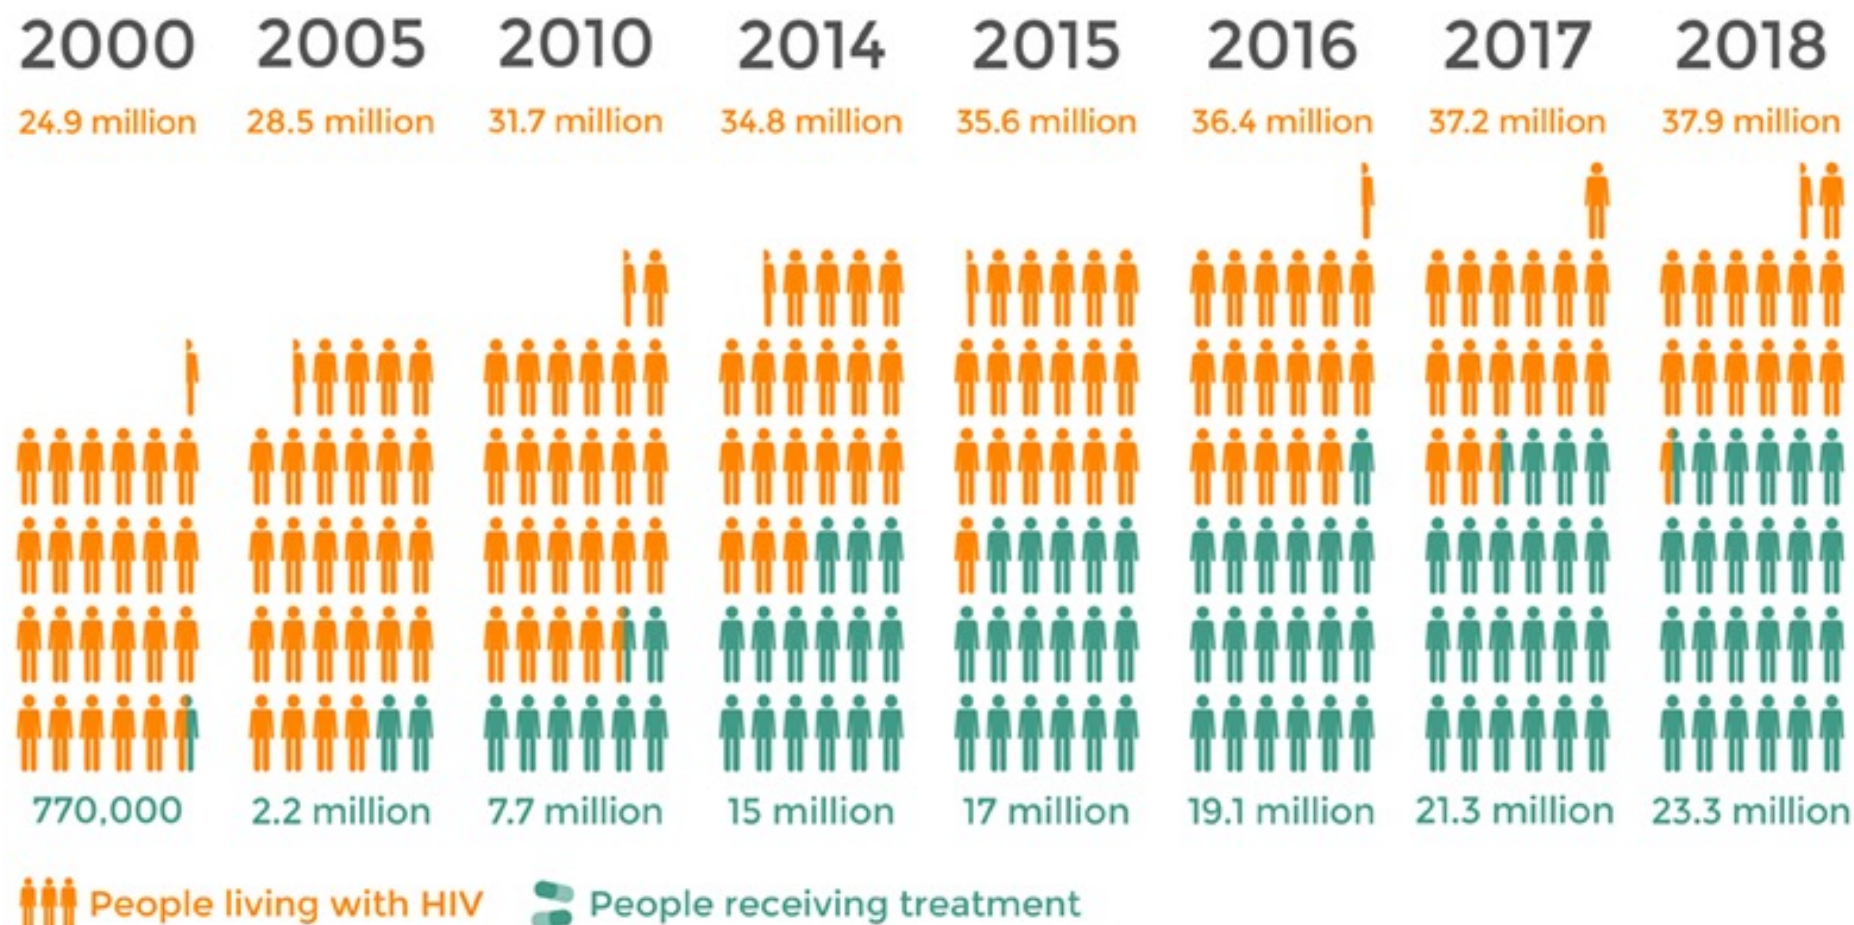 2000 2005 2010 2014 2015 2016 2017 2018
24.9 million 28.5 million 31.7 million 34.8 million 35.6 million 36.4 million 37.2 million 37.9 million
770,000 2.2 million 7.7 million 15 million 17 million 19.1 million 21.3 million 23.3 million
People living with HIV People receiving treatment